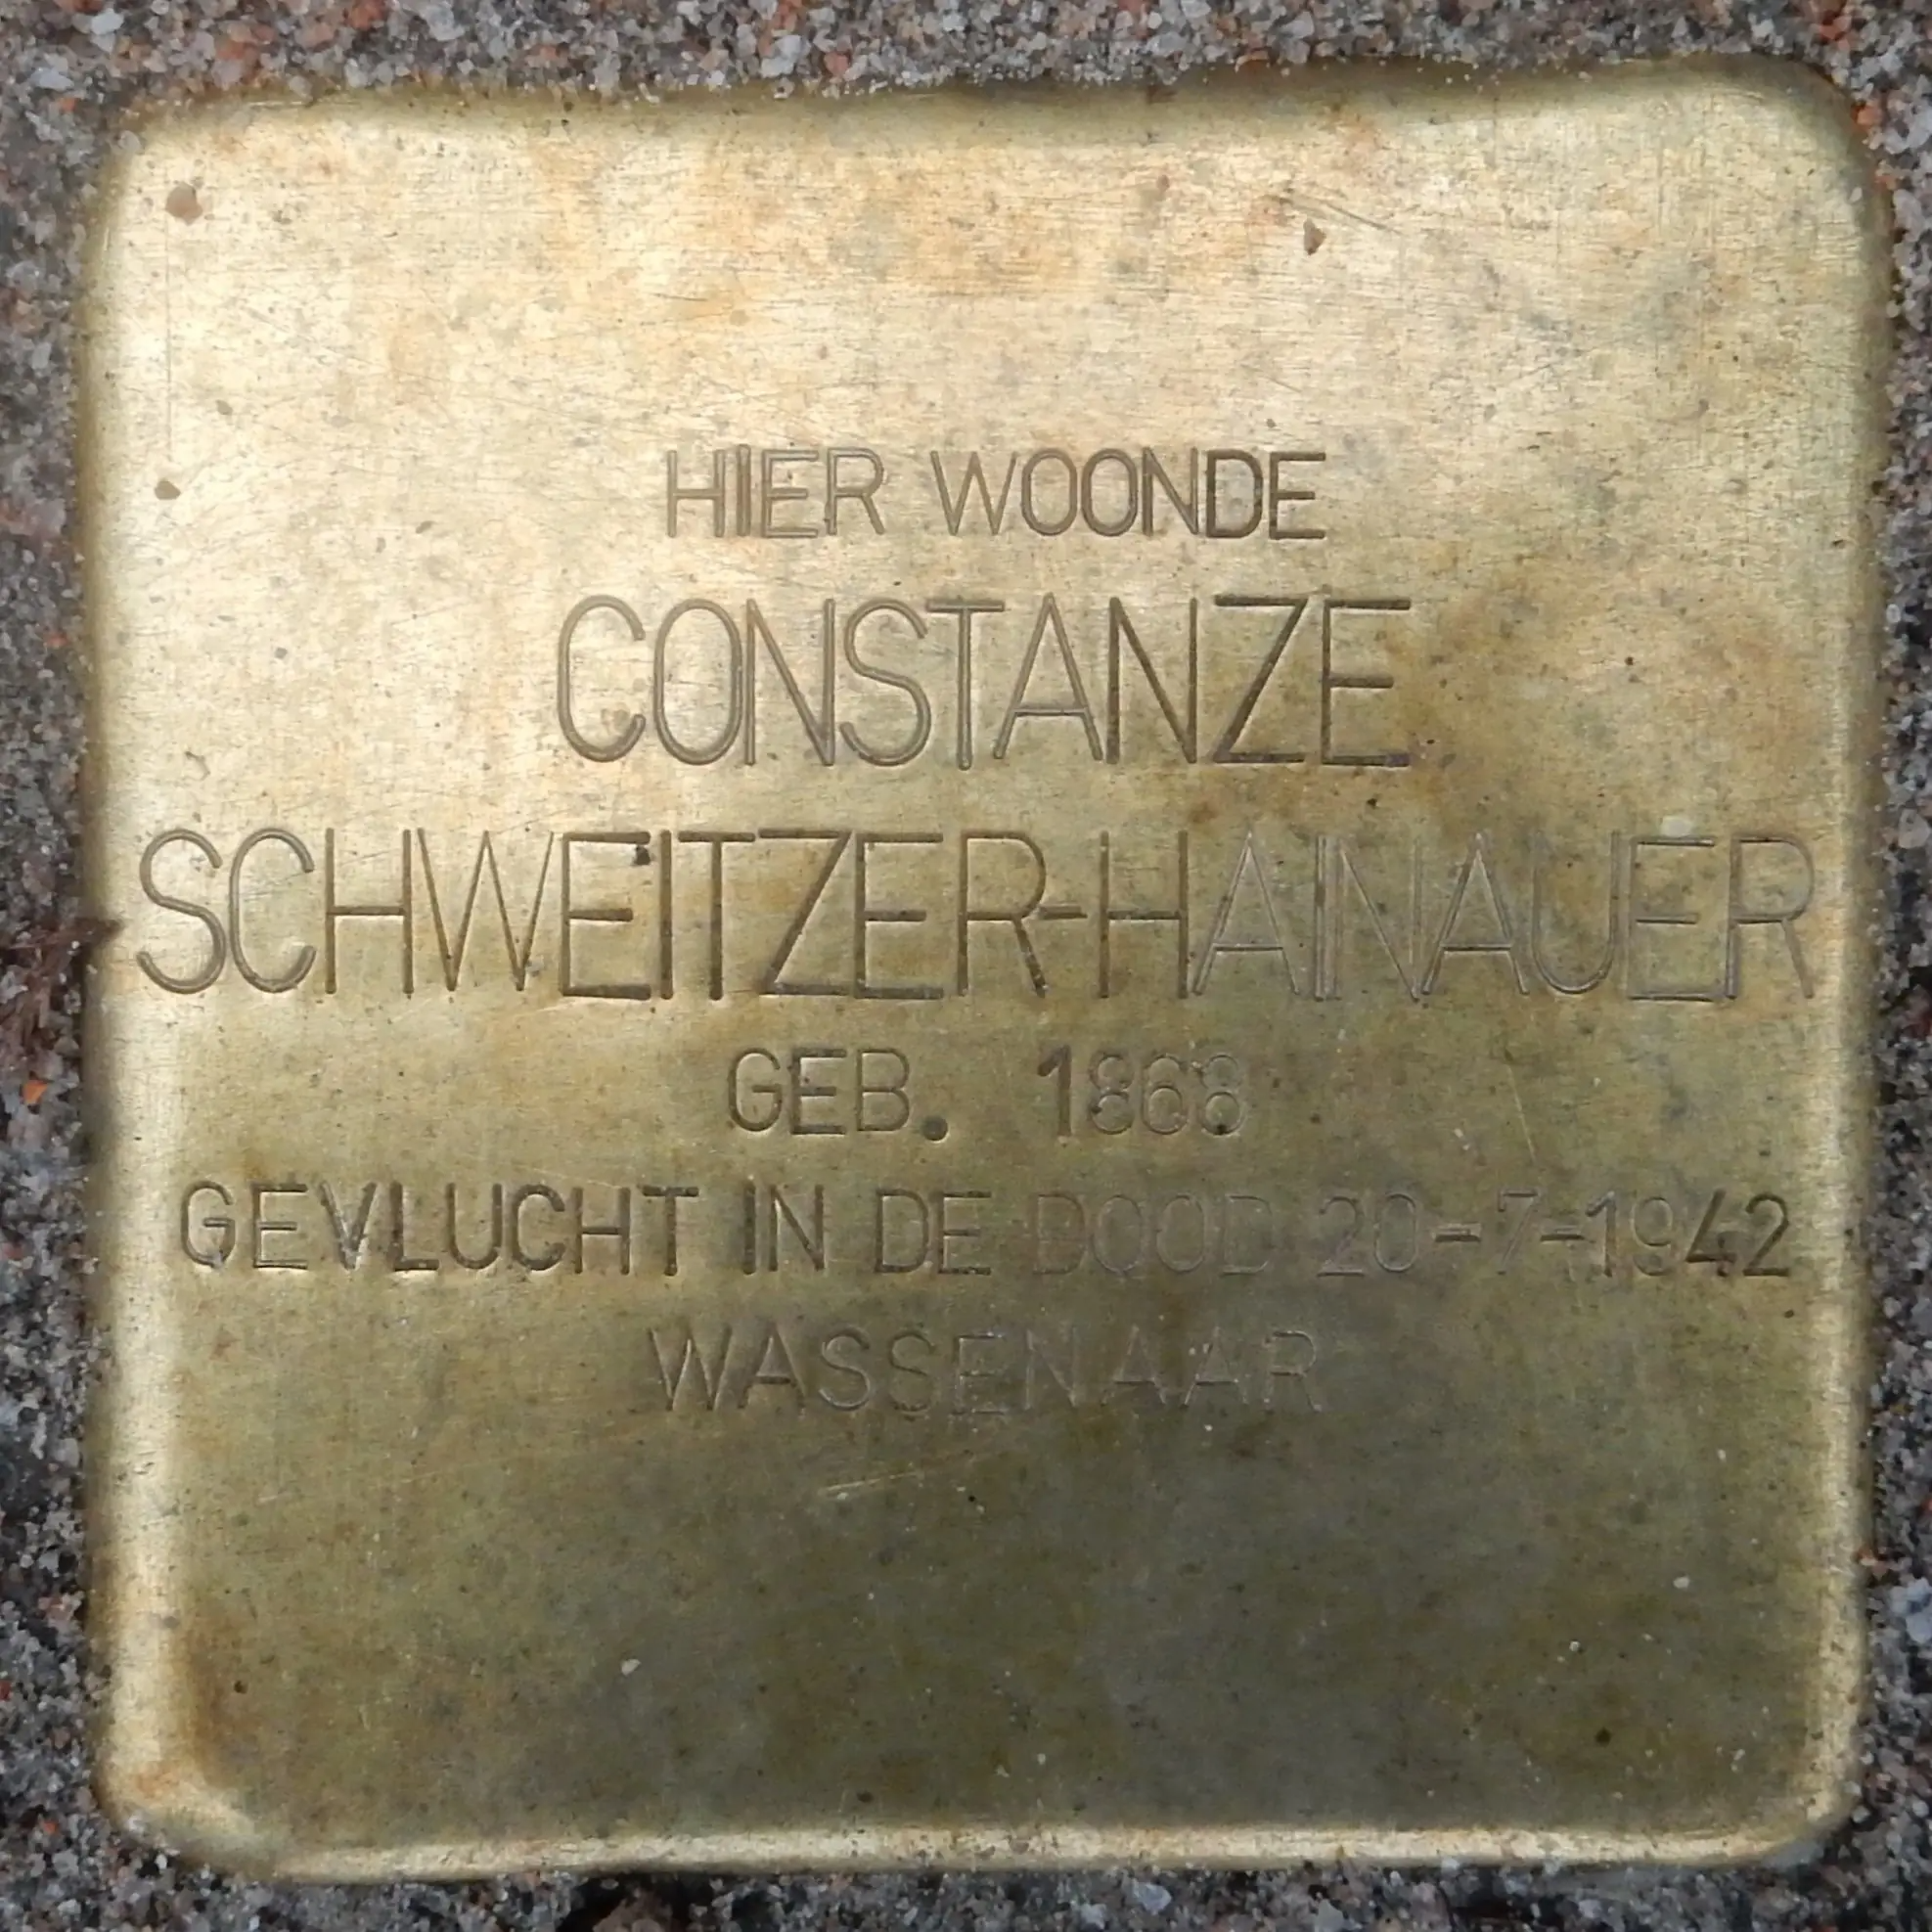 HIER WOONDE
CONSTANZE
SCHWEITZER-HAINAUER
GEB. 1868
GEVLUCHT IN DE DOOD 20-7-1942
WASSENAAR